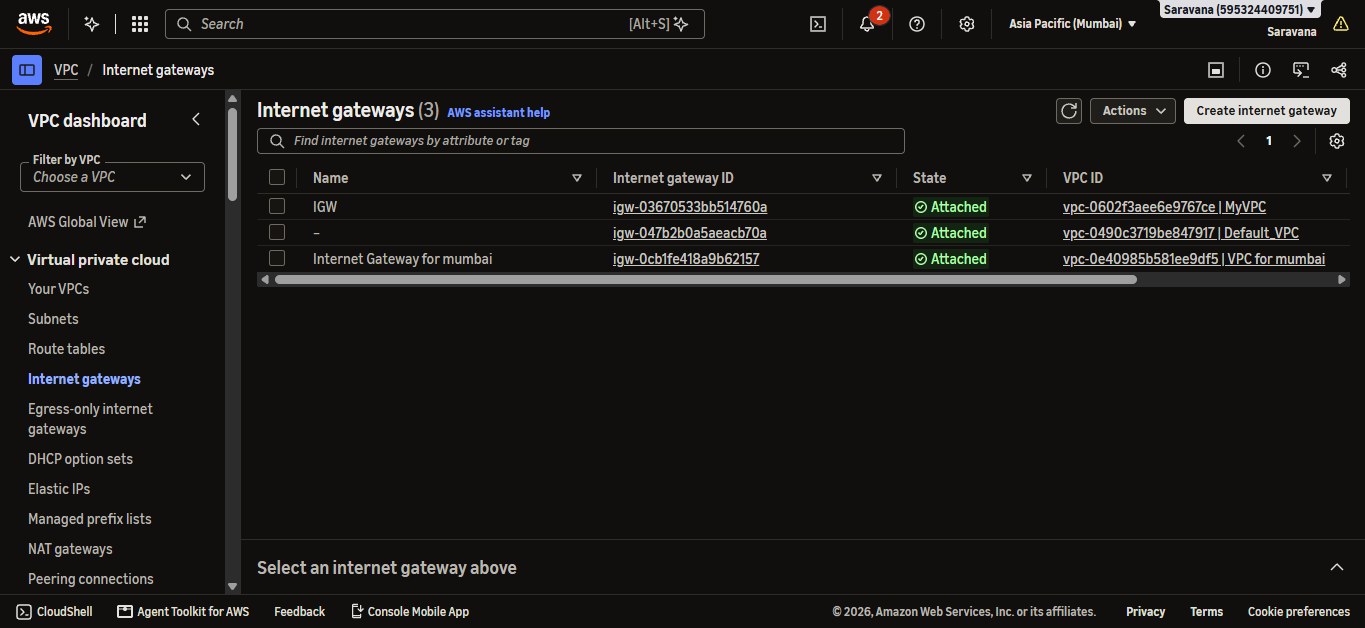 aws
Search [Alt+S]
2
Asia Pacific (Mumbai)
Saravana (595324409751)
Saravana
VPC / Internet gateways
VPC dashboard
Filter by VPC
Choose a VPC
AWS Global View
Virtual private cloud
Your VPCs
Subnets
Route tables
Internet gateways
Egress-only internet
gateways
DHCP option sets
Elastic IPs
Managed prefix lists
NAT gateways
Peering connections
Internet gateways (3) AWS assistant help
Actions
Create internet gateway
Find internet gateways by attribute or tag
1
Name Internet gateway ID State VPC ID
IGW igw-03670533bb514760a Attached vpc-0602f3aee6e9767ce | MyVPC
– igw-047b2b0a5aeacb70a Attached vpc-0490c3719be847917 | Default_VPC
Internet Gateway for mumbai igw-0cb1fe418a9b62157 Attached vpc-0e40985b581ee9df5 | VPC for mumbai
Select an internet gateway above
CloudShell Agent Toolkit for AWS Feedback Console Mobile App © 2026, Amazon Web Services, Inc. or its affiliates. Privacy Terms Cookie preferences